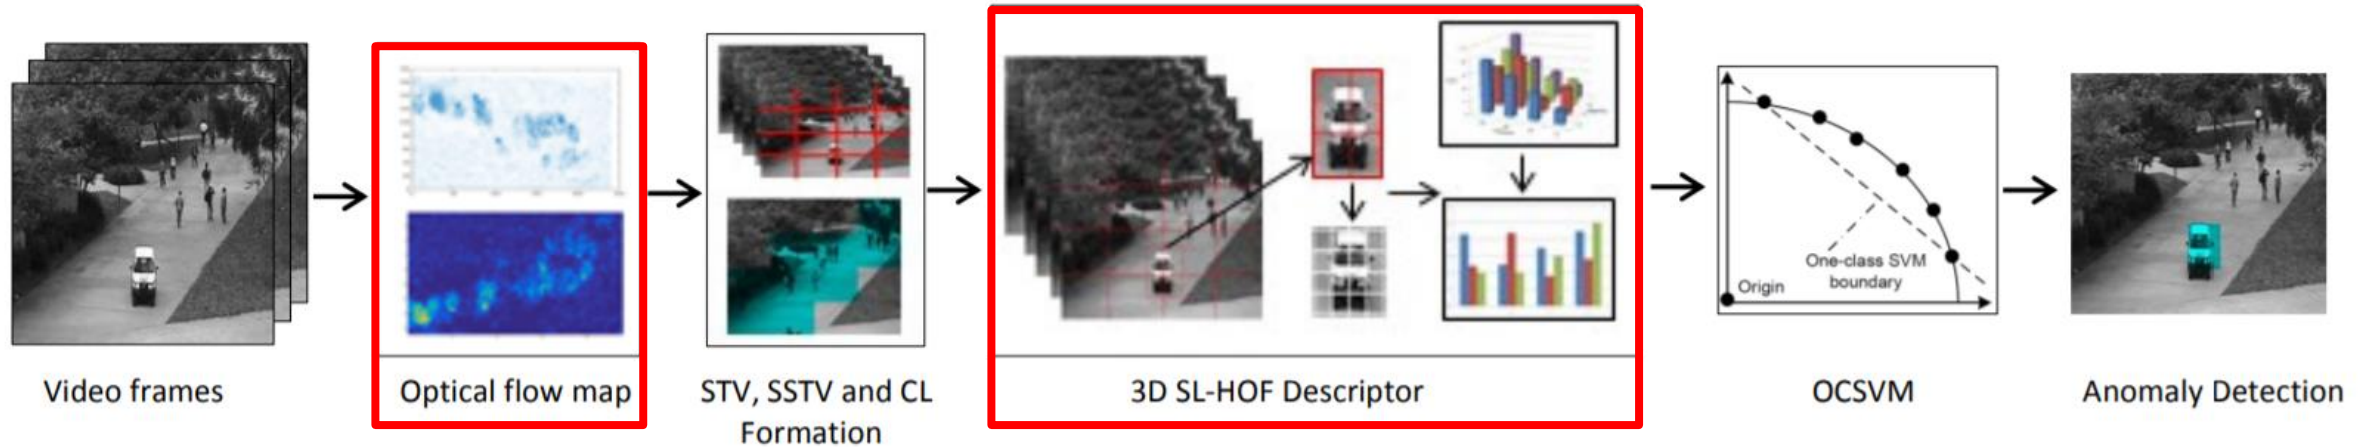 Origin
One-class SVM
boundary
Video frames
Optical flow map
STV, SSTV and CL
Formation
3D SL-HOF Descriptor
OCSVM
Anomaly Detection